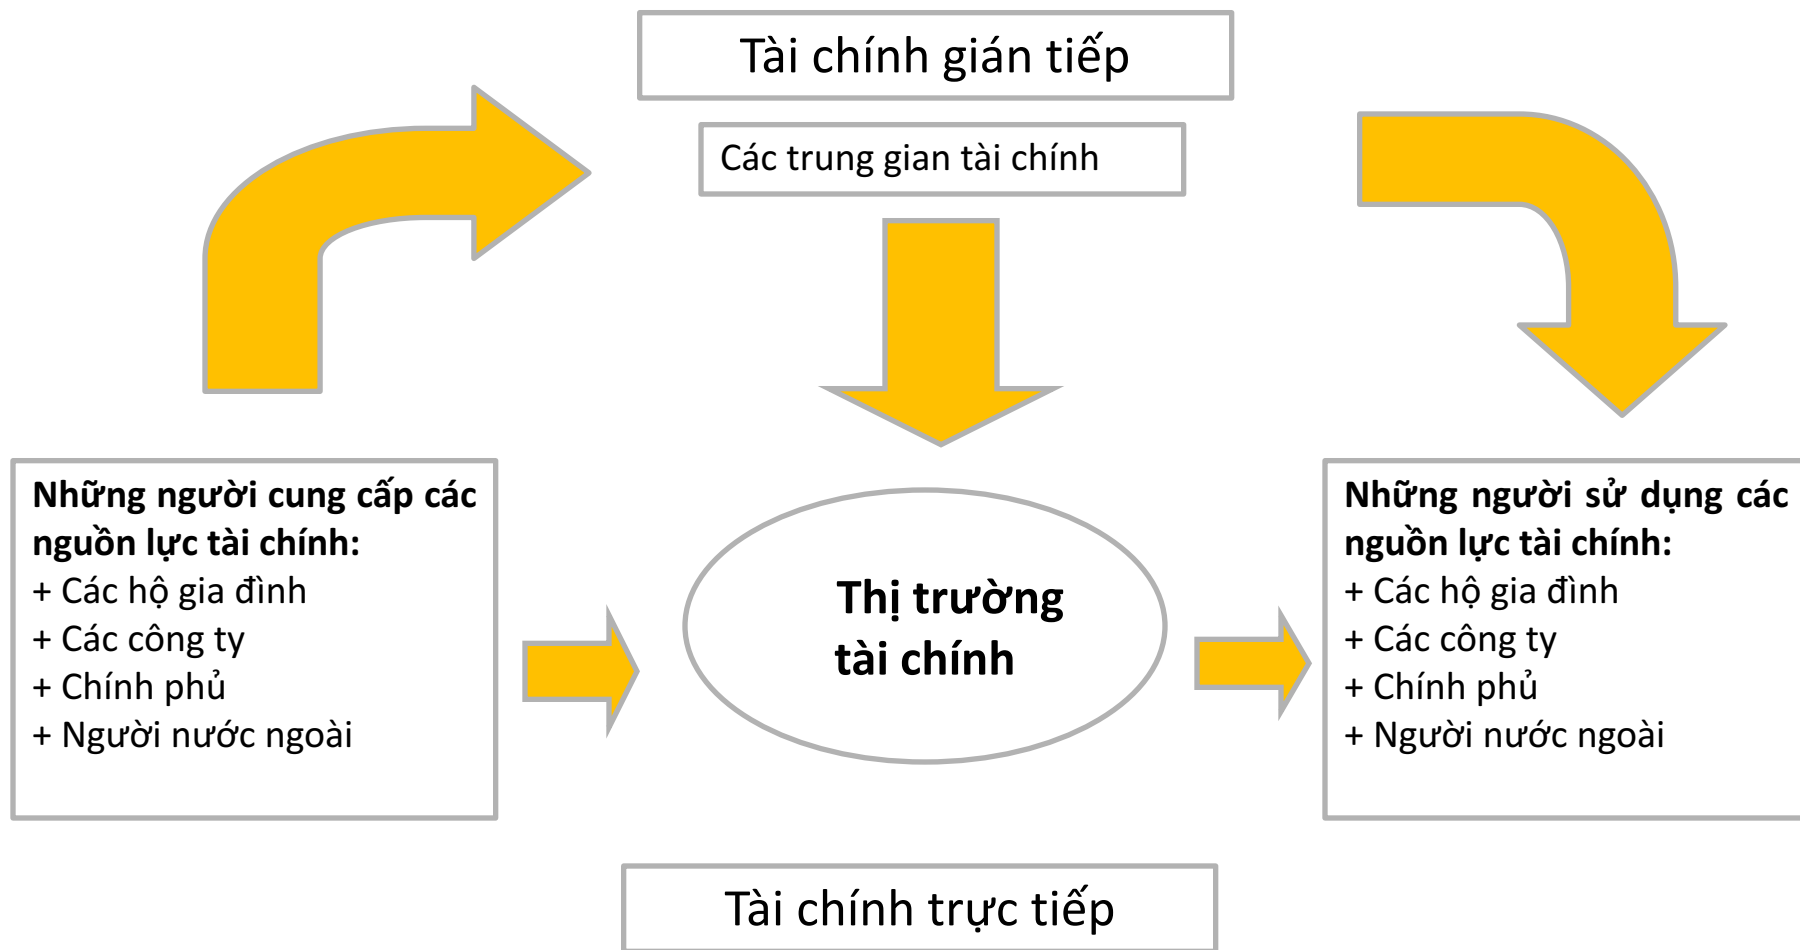 Tài chính gián tiếp
Các trung gian tài chính
Những người cung cấp các
nguồn lực tài chính:
+ Các hộ gia đình
+ Các công ty
+ Chính phủ
+ Người nước ngoài
Thị trường
tài chính
Những người sử dụng các
nguồn lực tài chính:
+ Các hộ gia đình
+ Các công ty
+ Chính phủ
+ Người nước ngoài
Tài chính trực tiếp